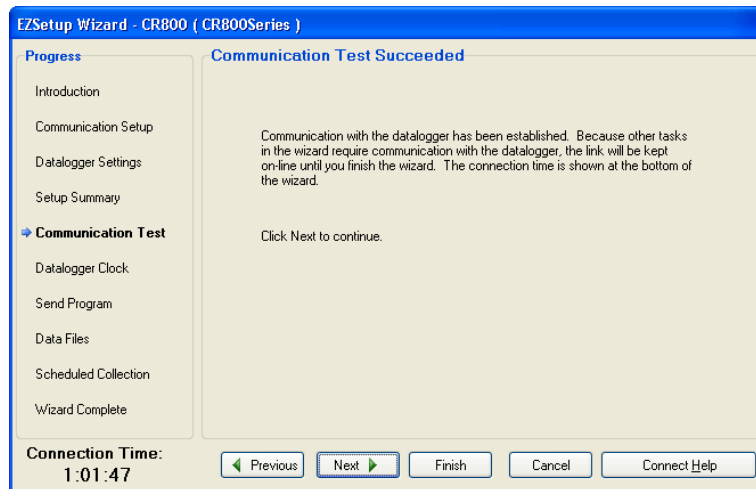 EZSetup Wizard - CR800 ( CR800Series )
Progress
Introduction
Communication Setup
Datalogger Settings
Setup Summary
Communication Test
Datalogger Clock
Send Program
Data Files
Scheduled Collection
Wizard Complete
Communication Test Succeeded
Communication with the datalogger has been established. Because other tasks
in the wizard require communication with the datalogger, the link will be kept
on-line until you finish the wizard. The connection time is shown at the bottom of
the wizard.
Click Next to continue.
Connection Time:
1:01:47
Previous
Next
Finish
Cancel
Connect Help